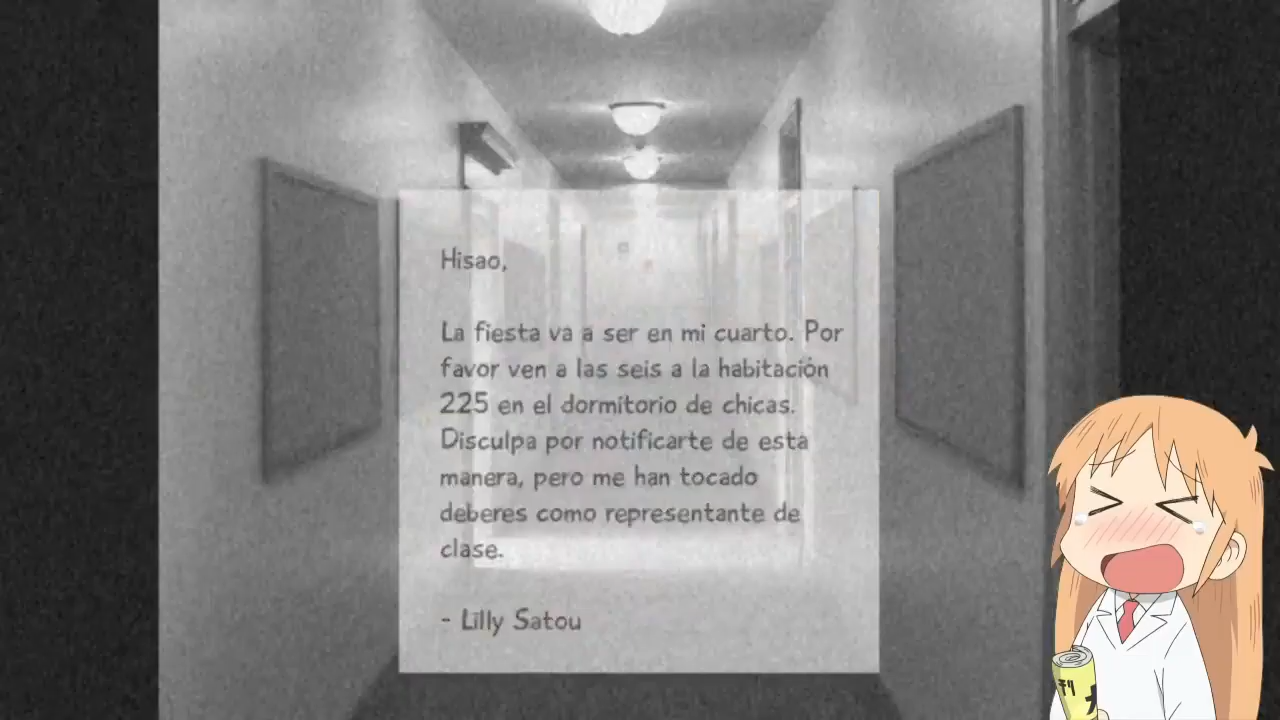 Hisao,
La fiesta va a ser en mi cuarto. Por
favor ven a las seis a la habitación
225 en el dormitorio de chicas.
Disculpa por notificarte de esta
manera, pero me han tocado
deberes como representante de
clase.
- Lilly Satou